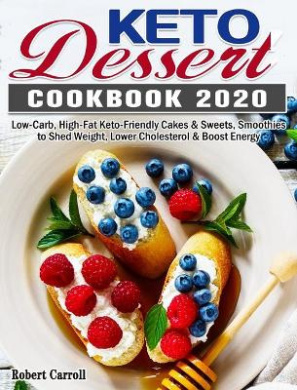 KETO
Dessert
COOKBOOK 2020
Low-Carb, High-Fat Keto-Friendly Cakes & Sweets, Smoothies
to Shed Weight, Lower Cholesterol & Boost Energy
Robert Carroll